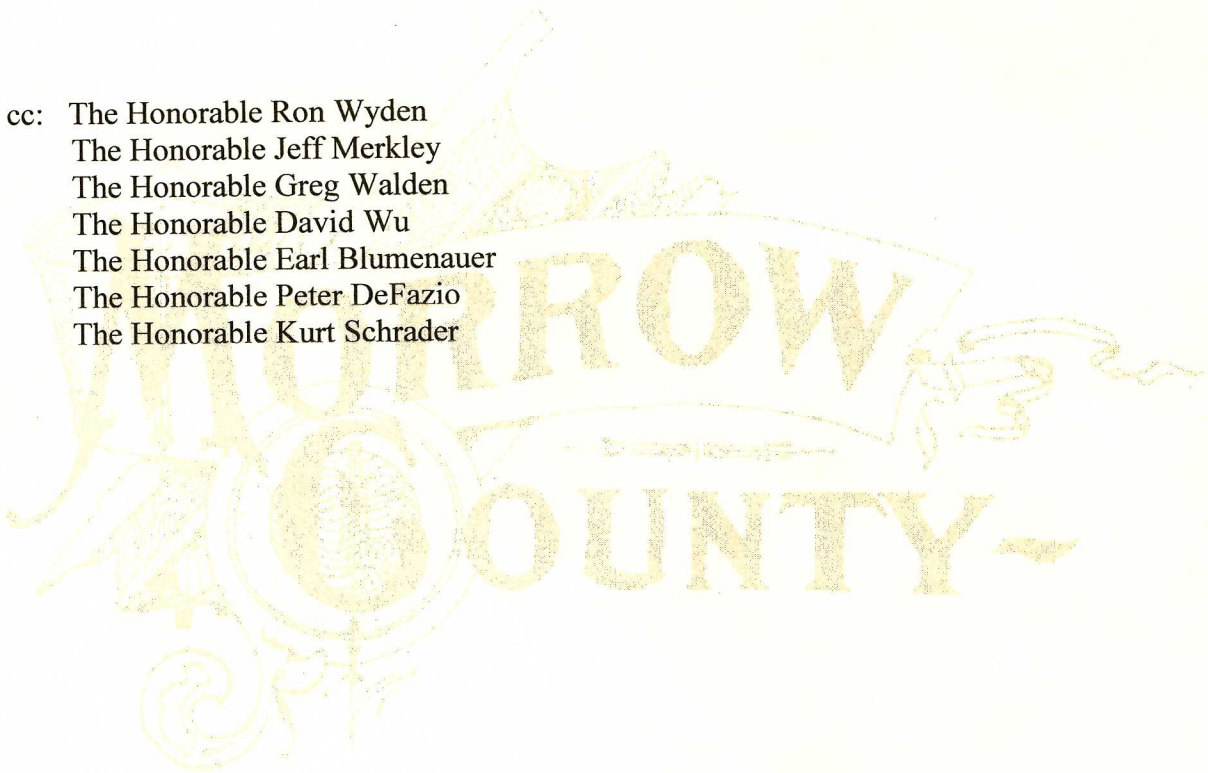 cc: The Honorable Ron Wyden
The Honorable Jeff Merkley
The Honorable Greg Walden
The Honorable David Wu
The Honorable Earl Blumenauer
The Honorable Peter DeFazio
The Honorable Kurt Schrader
MORROW
COUNTY